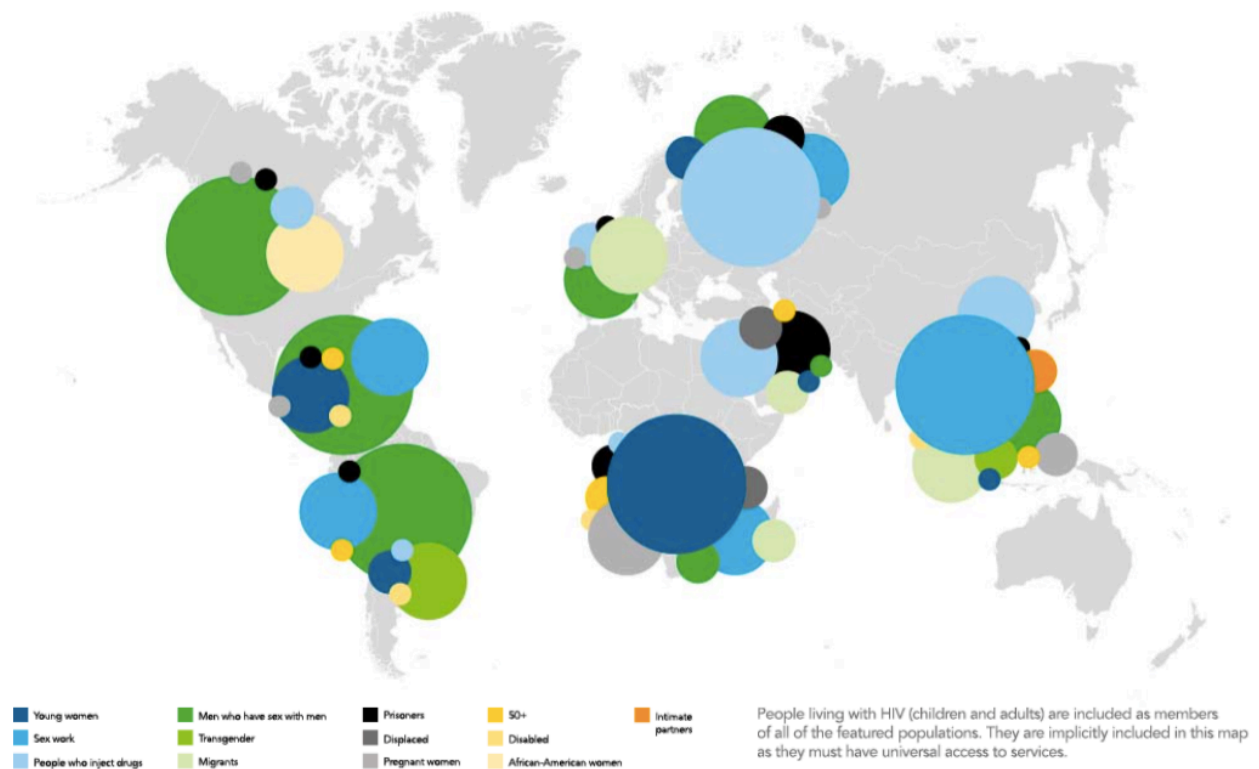 Young women
Sex work
People who inject drugs
Men who have sex with men
Transgender
Migrants
Prisoners
Displaced
Pregnant women
50+
Disabled
African-American women
Intimate
partners
People living with HIV (children and adults) are included as members
of all of the featured populations. They are implicitly included in this map
as they must have universal access to services.